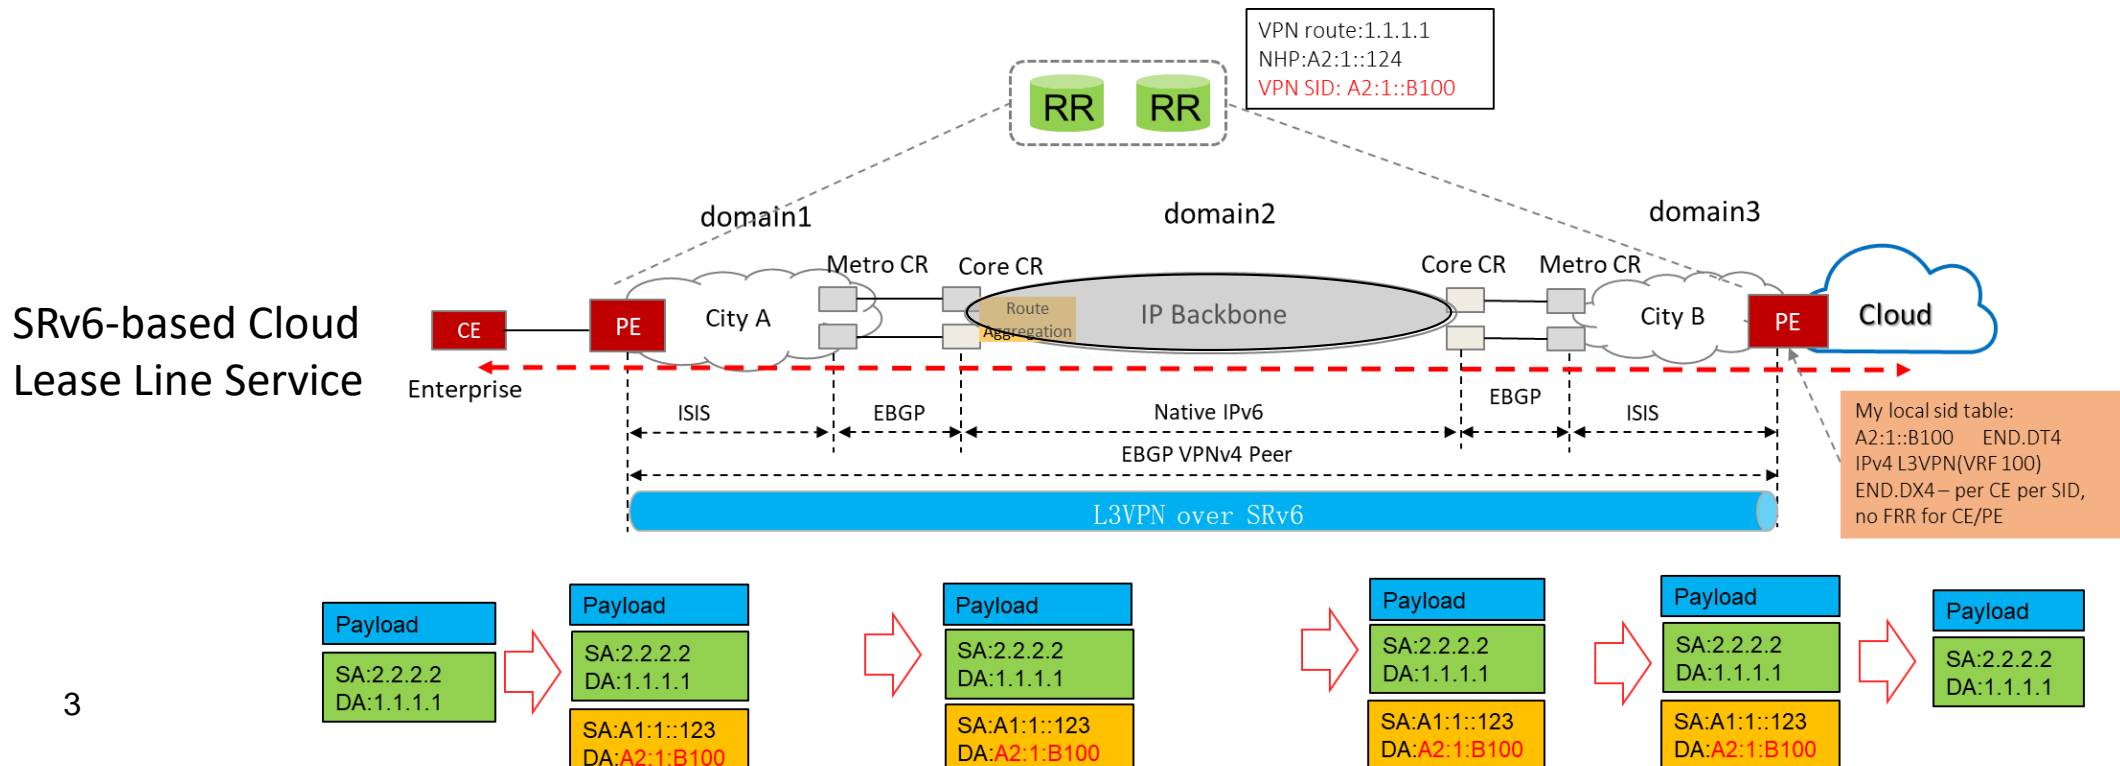 VPN route:1.1.1.1
NHP:A2:1::124
VPN SID: A2:1::B100
RR
RR
domain1
domain2
domain3
Metro CR
Core CR
Core CR
Metro CR
SRv6-based Cloud
Lease Line Service
CE
PE
City A
Route
Aggregation
IP Backbone
City B
PE
Cloud
Enterprise
ISIS
EBGP
Native IPv6
EBGP
ISIS
EBGP VPNv4 Peer
L3VPN over SRv6
My local sid table:
A2:1::B100 END.DT4
IPv4 L3VPN(VRF 100)
END.DX4 – per CE per SID,
no FRR for CE/PE
Payload
SA:2.2.2.2
DA:1.1.1.1
Payload
SA:2.2.2.2
DA:1.1.1.1
SA:A1:1::123
DA:A2:1:B100
Payload
SA:2.2.2.2
DA:1.1.1.1
SA:A1:1::123
DA:A2:1:B100
Payload
SA:2.2.2.2
DA:1.1.1.1
SA:A1:1::123
DA:A2:1:B100
Payload
SA:2.2.2.2
DA:1.1.1.1
SA:A1:1::123
DA:A2:1:B100
Payload
SA:2.2.2.2
DA:1.1.1.1
3